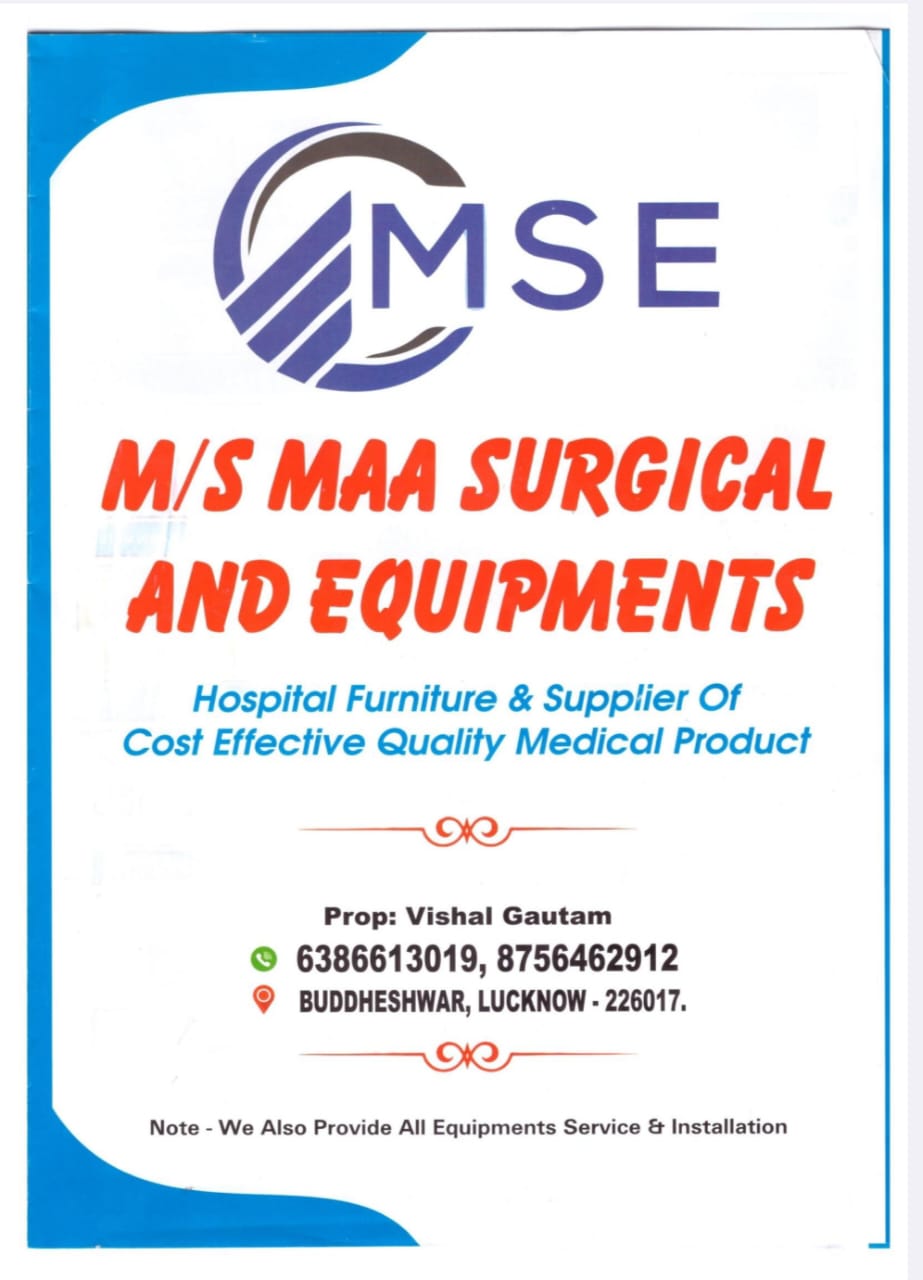 MSE
M/S MAA SURGICAL
AND EQUIPMENTS
Hospital Furniture & Supplier Of
Cost Effective Quality Medical Product
Prop: Vishal Gautam
6386613019, 8756462912
BUDDHESHWAR, LUCKNOW - 226017.
Note - We Also Provide All Equipments Service & Installation